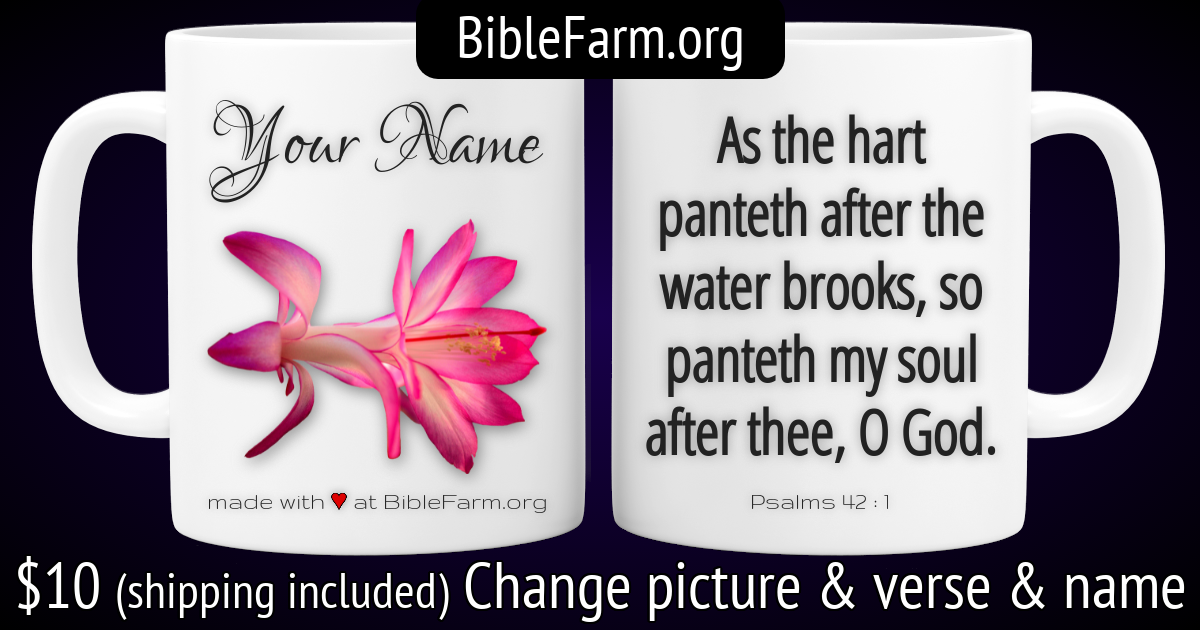 BibleFarm.org
Your Name
made with ♥ at BibleFarm.org
As the hart
panteth after the
water brooks, so
panteth my soul
after thee, O God.
Psalms 42 : 1
$10 (shipping included) Change picture & verse & name